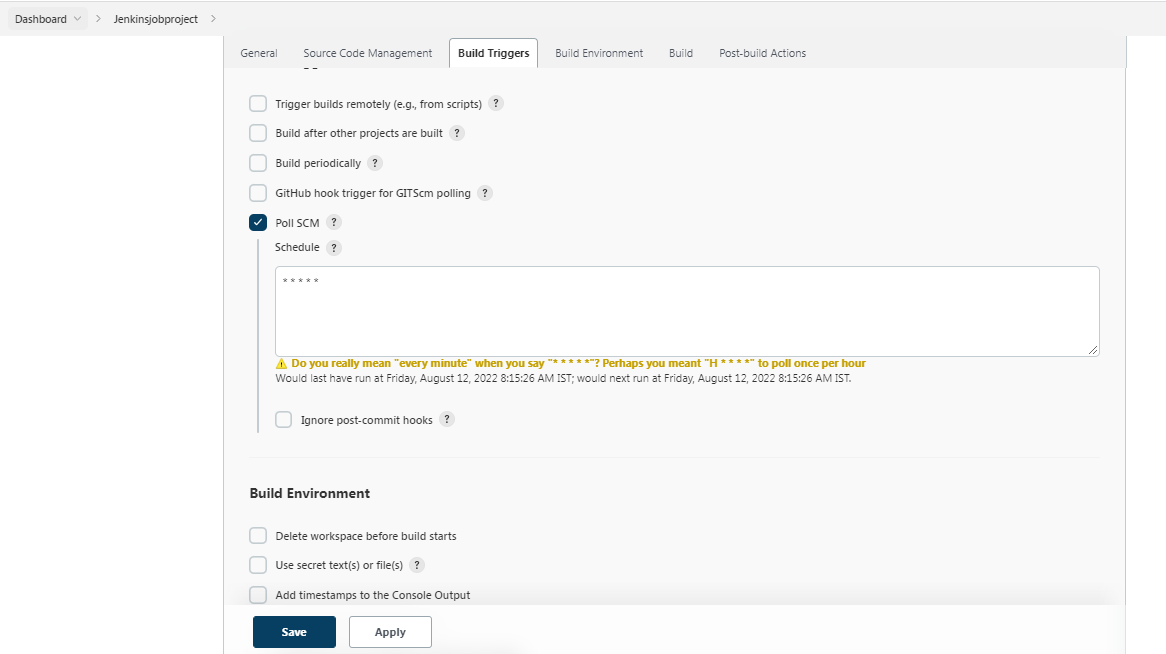 Dashboard
Jenkinsjobproject
General Source Code Management Build Triggers Build Environment Build Post-build Actions
Trigger builds remotely (e.g., from scripts) ?
Build after other projects are built ?
Build periodically ?
GitHub hook trigger for GITScm polling ?
Poll SCM ?
Schedule ?
* * * * *
Do you really mean "every minute" when you say "* * * * *"? Perhaps you meant "H * * * *" to poll once per hour
Would last have run at Friday, August 12, 2022 8:15:26 AM IST; would next run at Friday, August 12, 2022 8:15:26 AM IST.
Ignore post-commit hooks ?
Build Environment
Delete workspace before build starts
Use secret text(s) or file(s) ?
Add timestamps to the Console Output
Save Apply